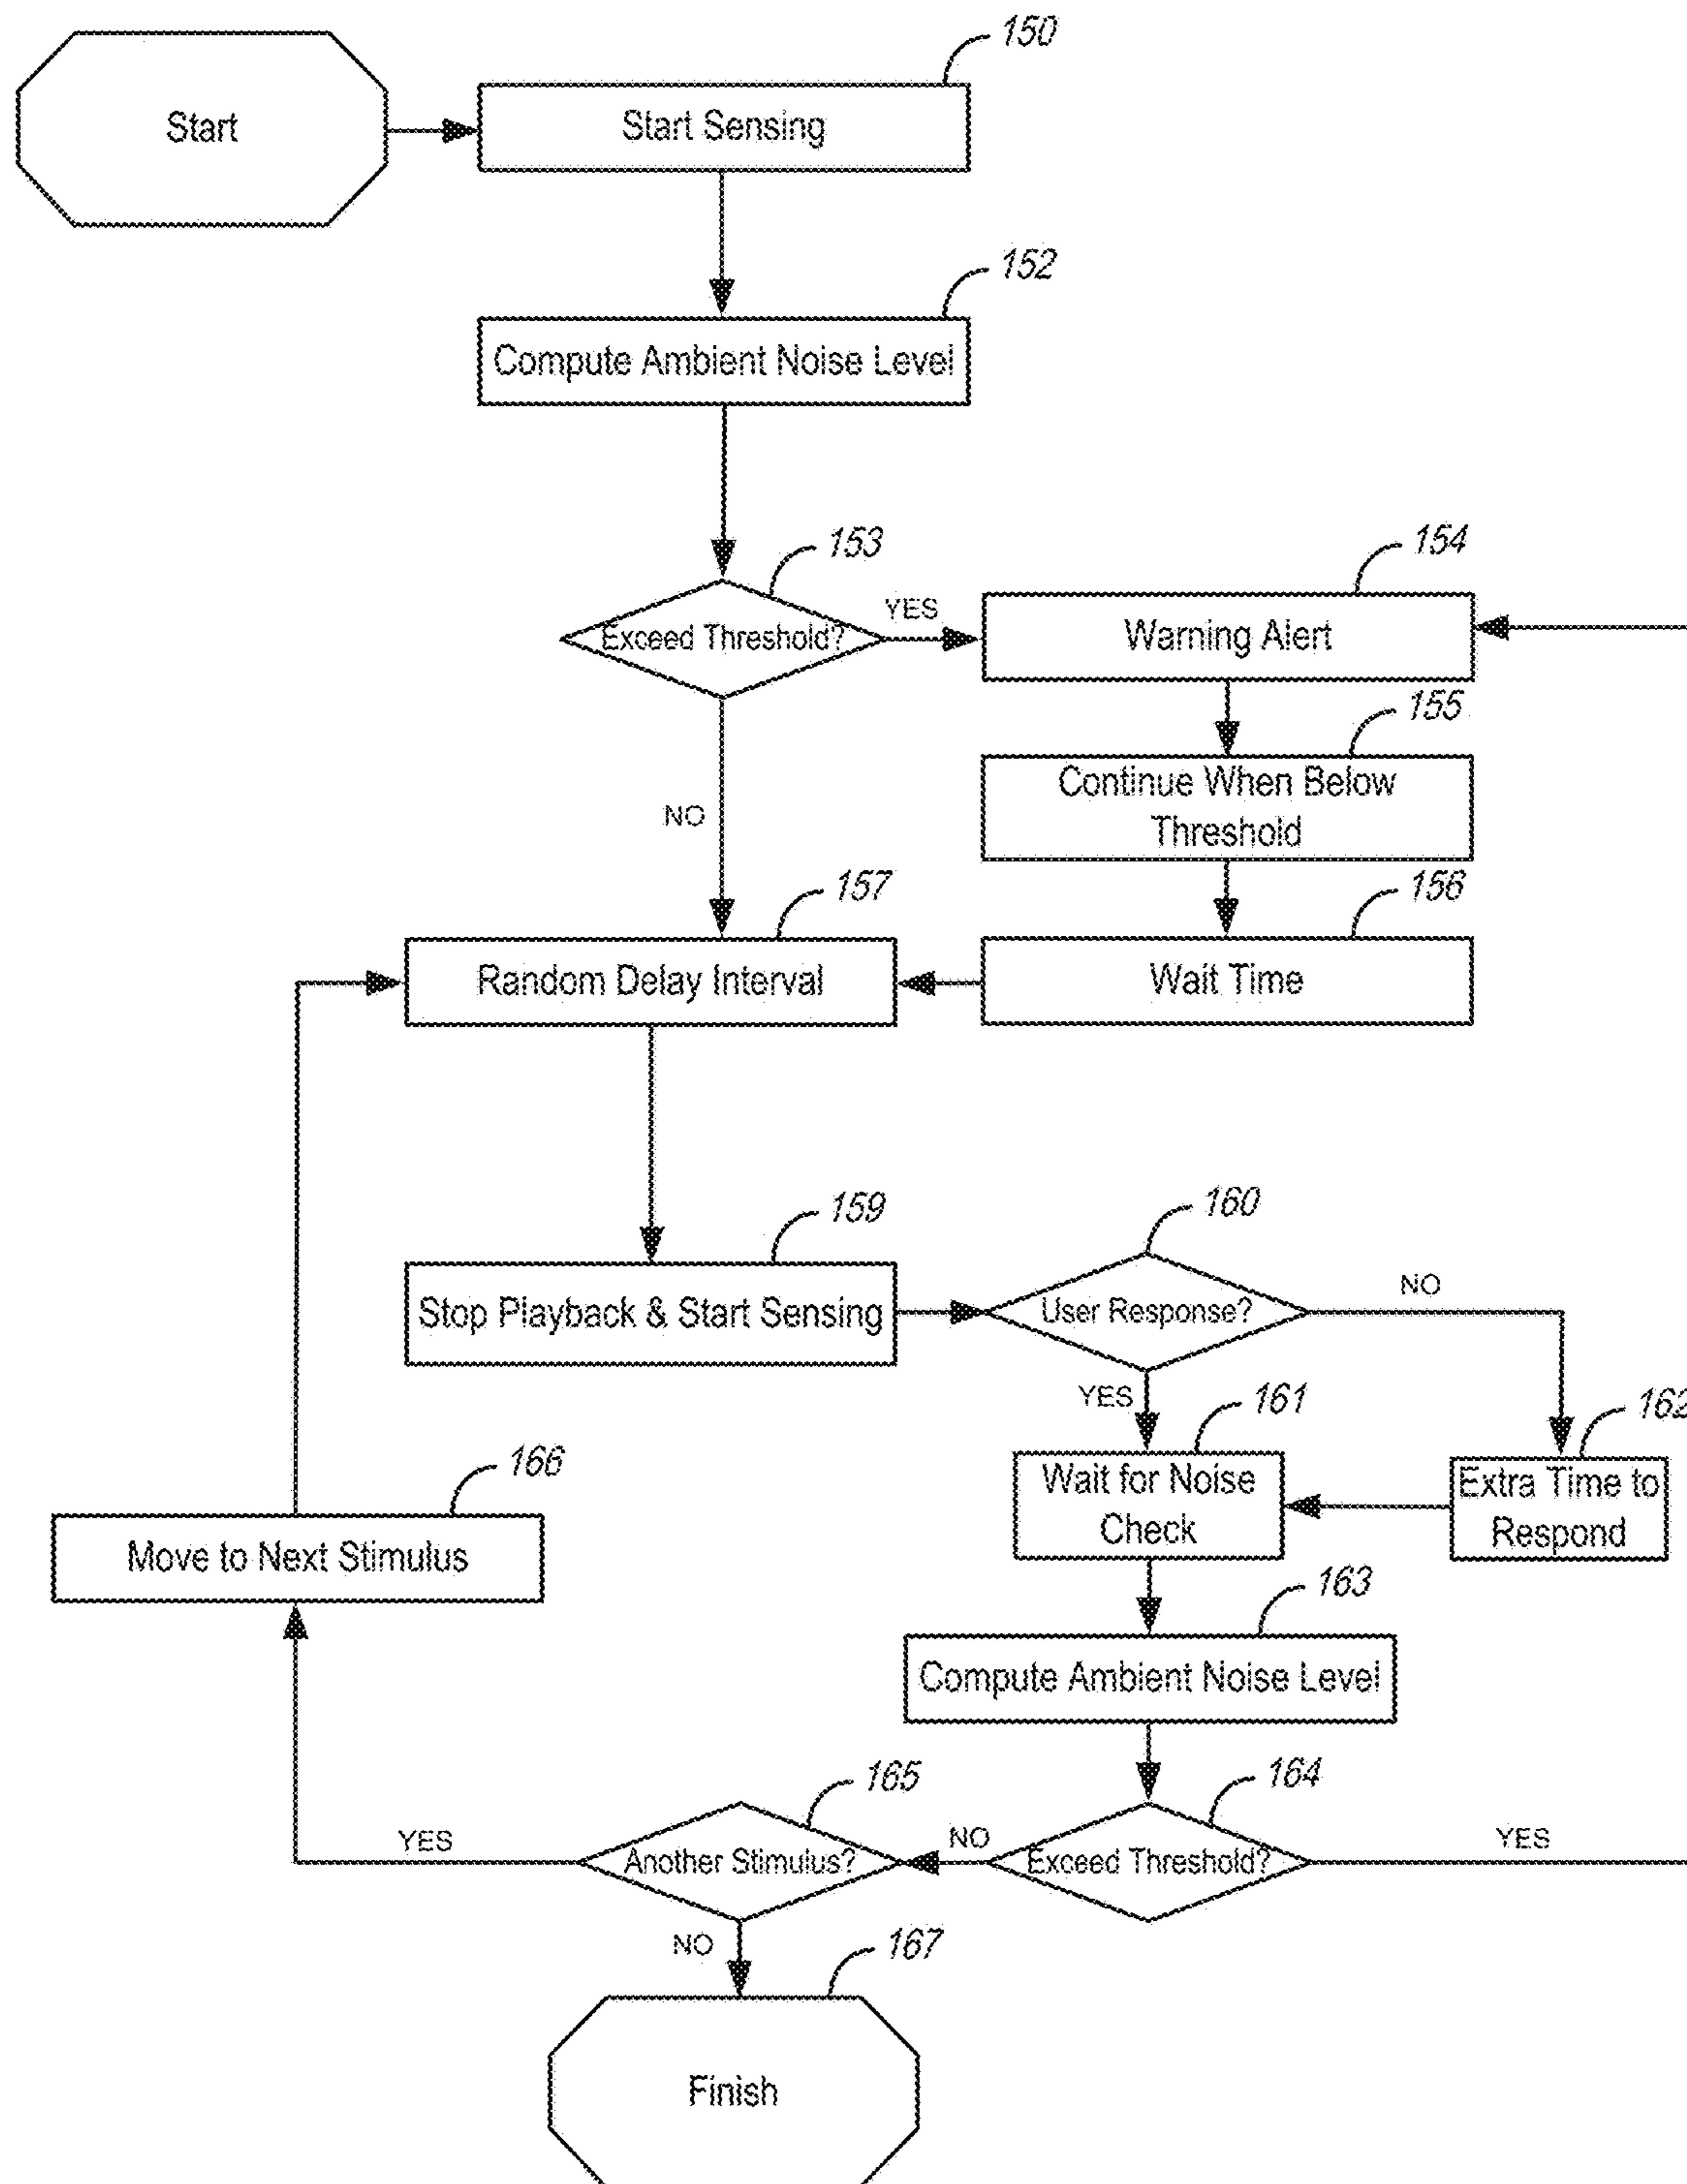 150
Start
Start Sensing
152
Compute Ambient Noise Level
153
154
Exceed Threshold?
YES
Warning Alert
155
Continue When Below
Threshold
NO
156
157
Random Delay Interval
Wait Time
159
160
Stop Playback & Start Sensing
User Response?
NO
YES
161
162
Wait for Noise
Check
Extra Time to
Respond
166
Move to Next Stimulus
163
Compute Ambient Noise Level
165
164
YES
Another Stimulus?
NO
Exceed Threshold?
YES
NO
167
Finish